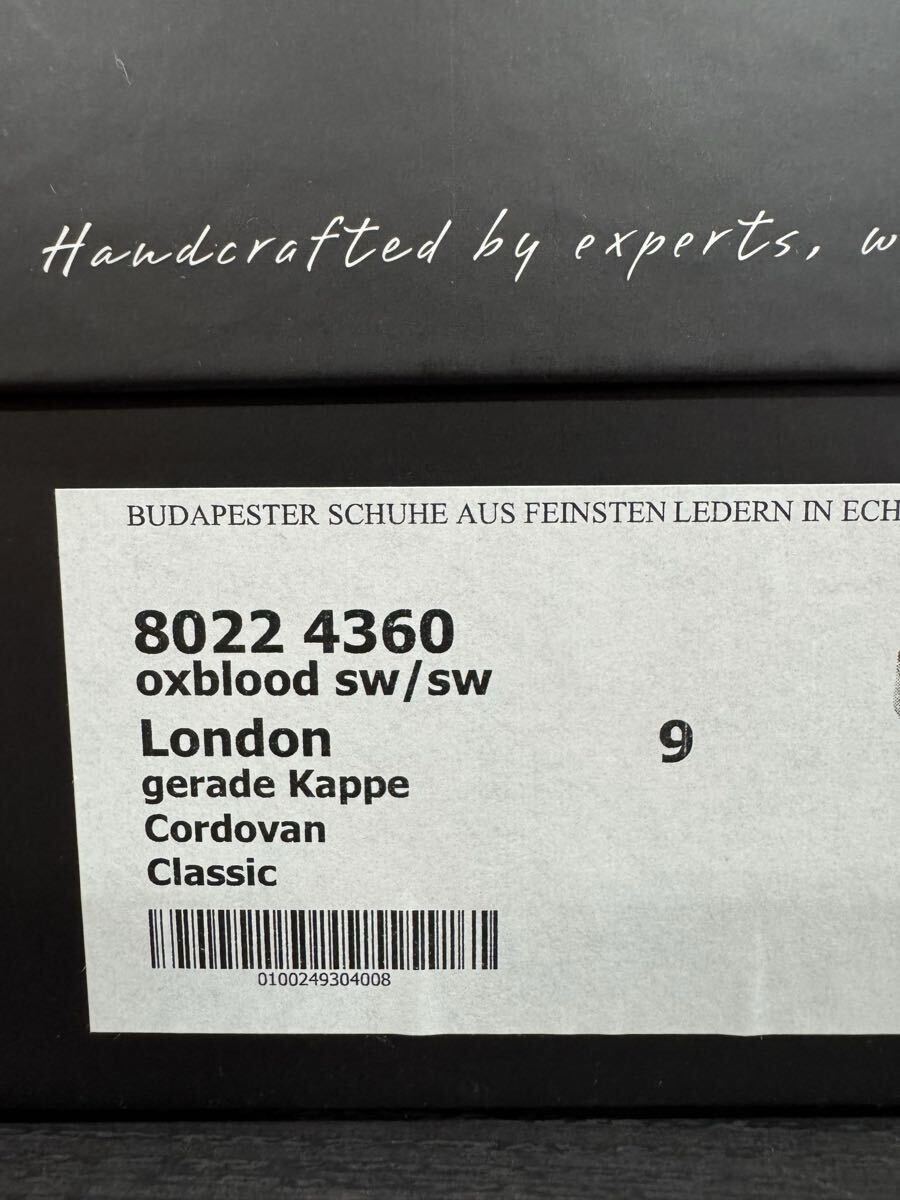 Handcrafted by experts,
BUDAPESTER SCHUHE AUS FEINSTEN LEDERN IN
8022 4360
oxblood sw/sw
London 9
gerade Kappe
Cordovan
Classic
0100249304008